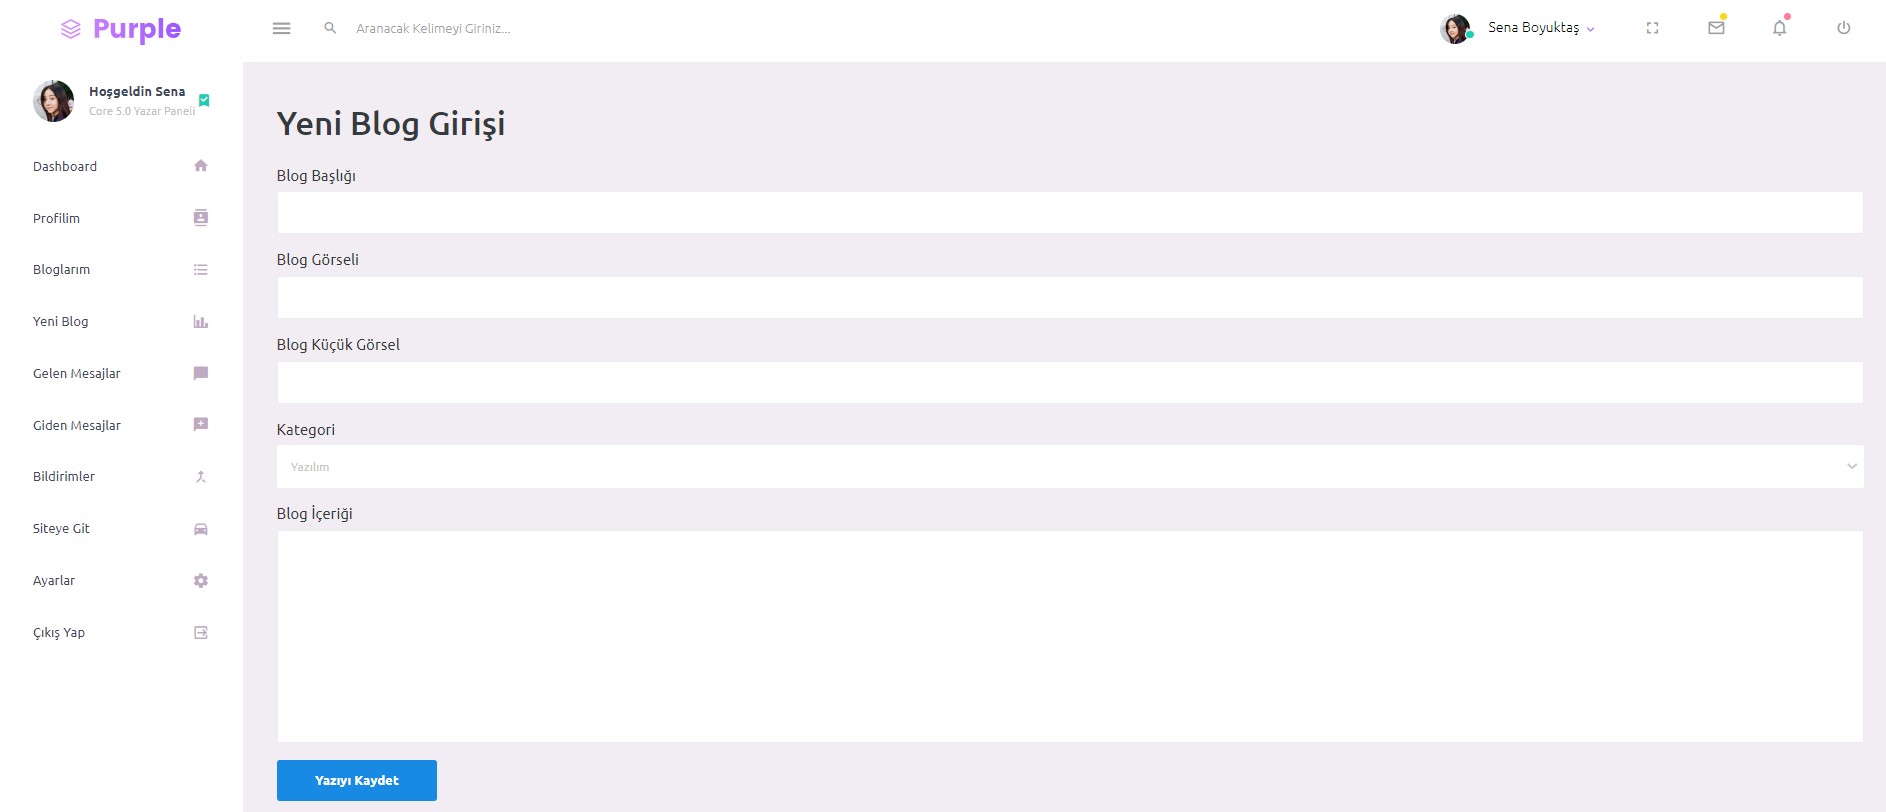 Purple
Aranacak Kelimeyi Giriniz...
Sena Boyuktaş
Hoşgeldin Sena
Core 5.0 Yazar Paneli
Dashboard
Profilim
Bloglarım
Yeni Blog
Gelen Mesajlar
Giden Mesajlar
Bildirimler
Siteye Git
Ayarlar
Çıkış Yap
Yeni Blog Girişi
Blog Başlığı
Blog Görseli
Blog Küçük Görsel
Kategori
Yazılım
Blog İçeriği
Yazıyı Kaydet